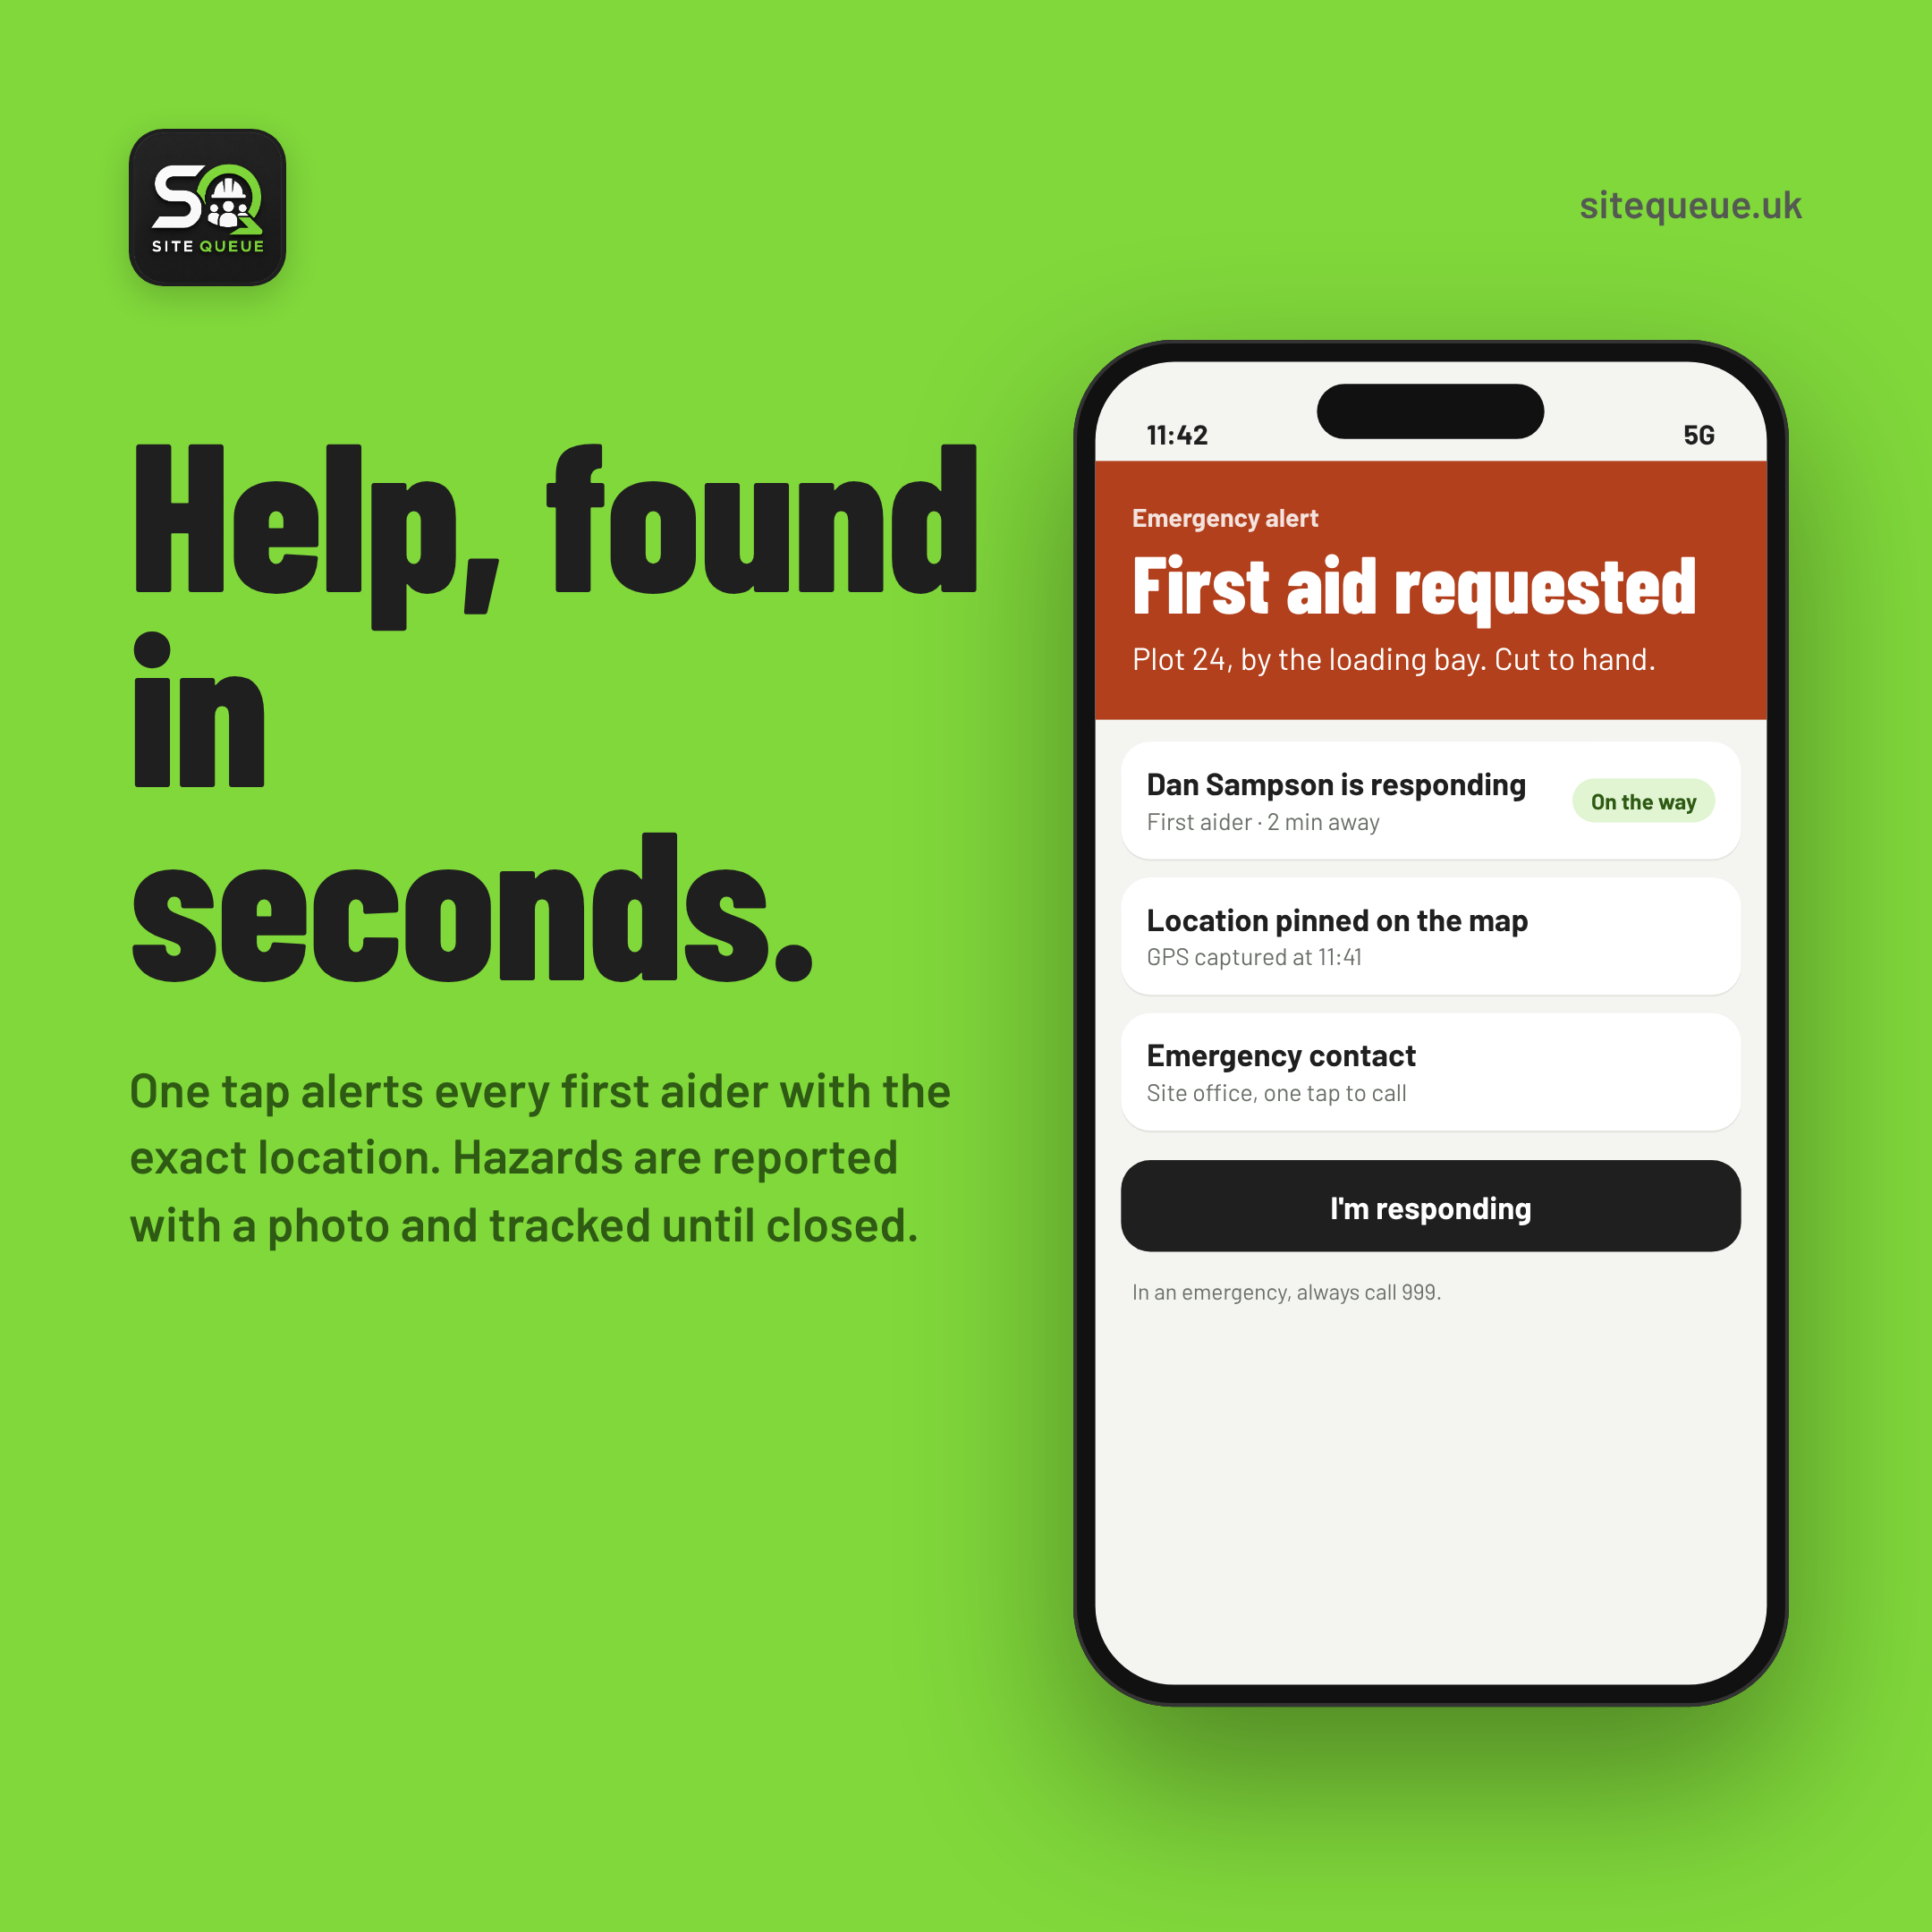 SQ
SITE QUEUE
sitequeue.uk
Help, found
in
seconds.
One tap alerts every first aider with the
exact location. Hazards are reported
with a photo and tracked until closed.
11:42
5G
Emergency alert
First aid requested
Plot 24, by the loading bay. Cut to hand.
Dan Sampson is responding
First aider · 2 min away
On the way
Location pinned on the map
GPS captured at 11:41
Emergency contact
Site office, one tap to call
I'm responding
In an emergency, always call 999.